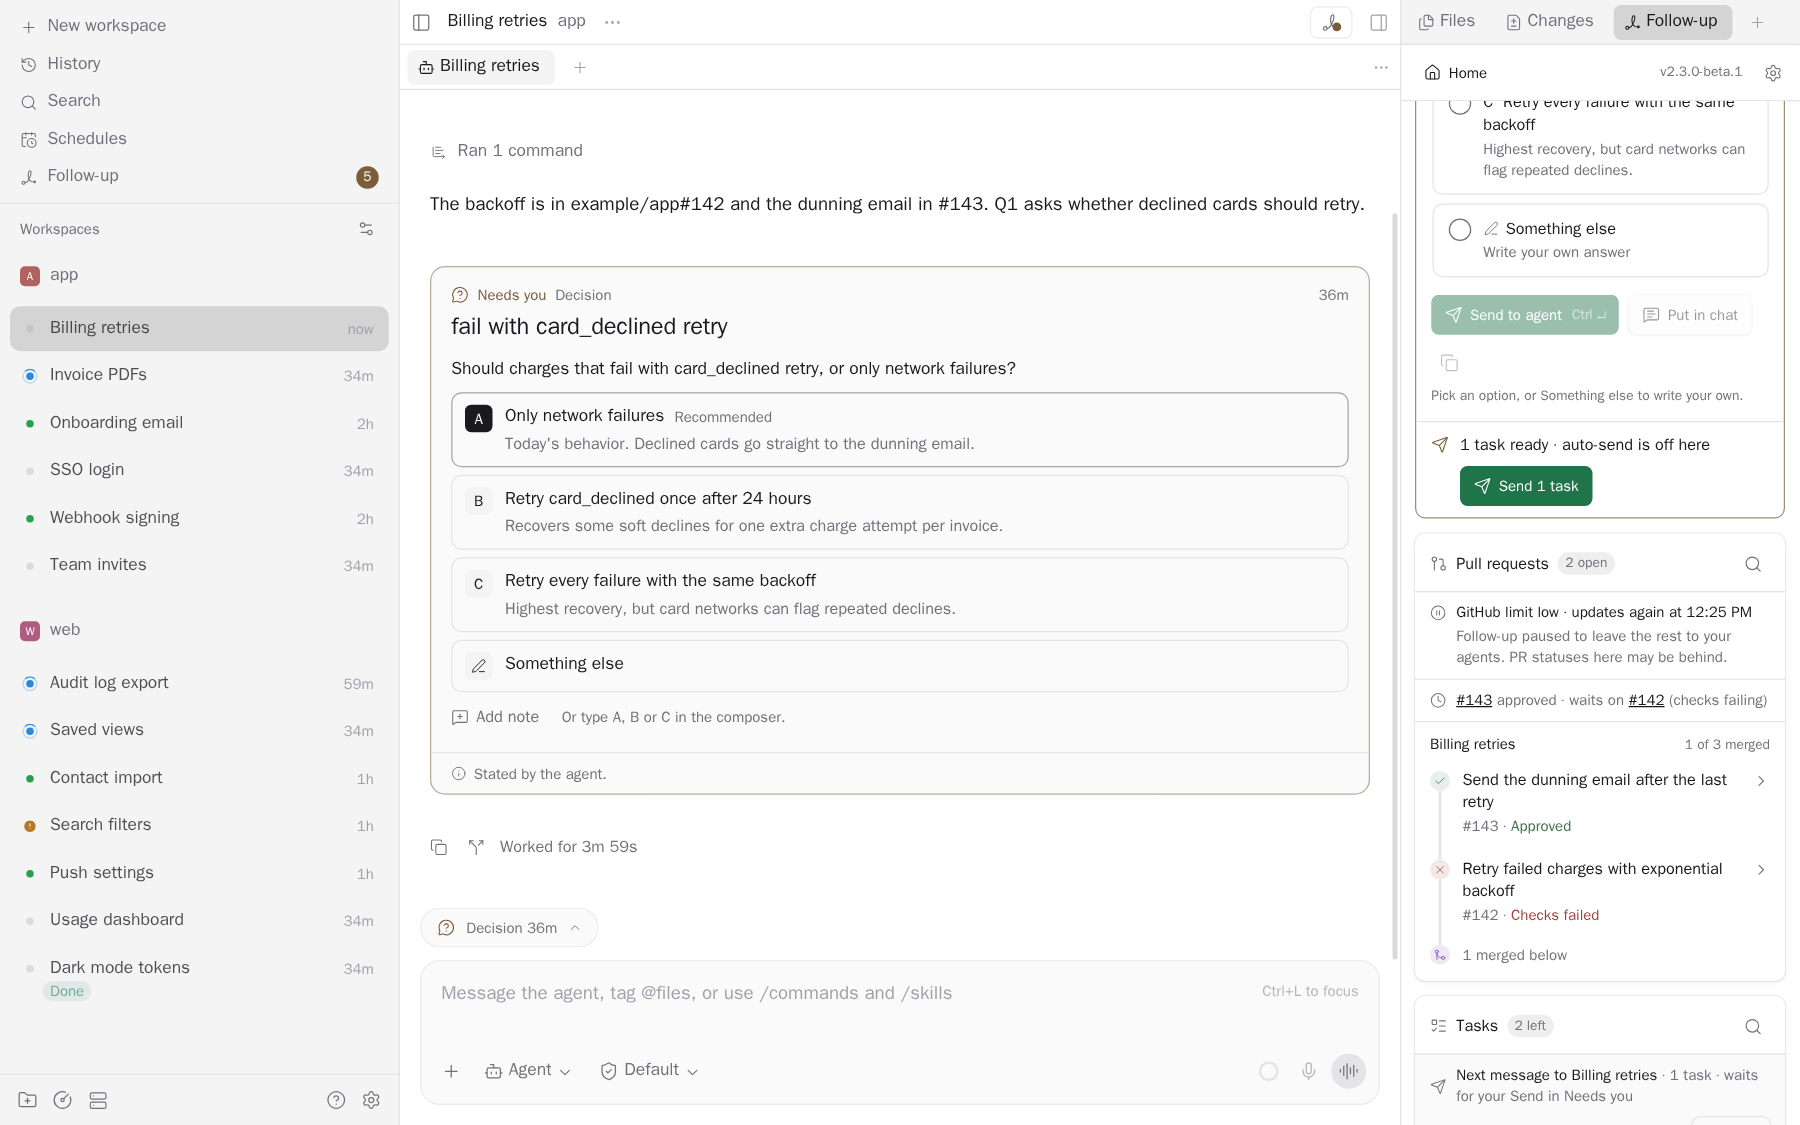 New workspace
History
Search
Schedules
Follow-up
5
Workspaces
A app
Billing retries now
Invoice PDFs 34m
Onboarding email 2h
SSO login 34m
Webhook signing 2h
Team invites 34m
W web
Audit log export 59m
Saved views 34m
Contact import 1h
Search filters 1h
Push settings 1h
Usage dashboard 34m
Dark mode tokens 34m
Done
Billing retries app
Billing retries
Ran 1 command
The backoff is in example/app#142 and the dunning email in #143. Q1 asks whether declined cards should retry.
Needs you Decision 36m
fail with card_declined retry
Should charges that fail with card_declined retry, or only network failures?
A Only network failures Recommended
Today's behavior. Declined cards go straight to the dunning email.
B Retry card_declined once after 24 hours
Recovers some soft declines for one extra charge attempt per invoice.
C Retry every failure with the same backoff
Highest recovery, but card networks can flag repeated declines.
Something else
Add note Or type A, B or C in the composer.
Stated by the agent.
Worked for 3m 59s
Decision 36m
Message the agent, tag @files, or use /commands and /skills
Ctrl+L to focus
Agent
Default
Files Changes Follow-up
Home v2.3.0-beta.1
C Retry every failure with the same
backoff
Highest recovery, but card networks can
flag repeated declines.
Something else
Write your own answer
Send to agent Ctrl ↵ Put in chat
Pick an option, or Something else to write your own.
1 task ready · auto-send is off here
Send 1 task
Pull requests 2 open
GitHub limit low · updates again at 12:25 PM
Follow-up paused to leave the rest to your
agents. PR statuses here may be behind.
#143 approved · waits on #142 (checks failing)
Billing retries 1 of 3 merged
Send the dunning email after the last
retry
#143 · Approved
Retry failed charges with exponential
backoff
#142 · Checks failed
1 merged below
Tasks 2 left
Next message to Billing retries · 1 task · waits
for your Send in Needs you